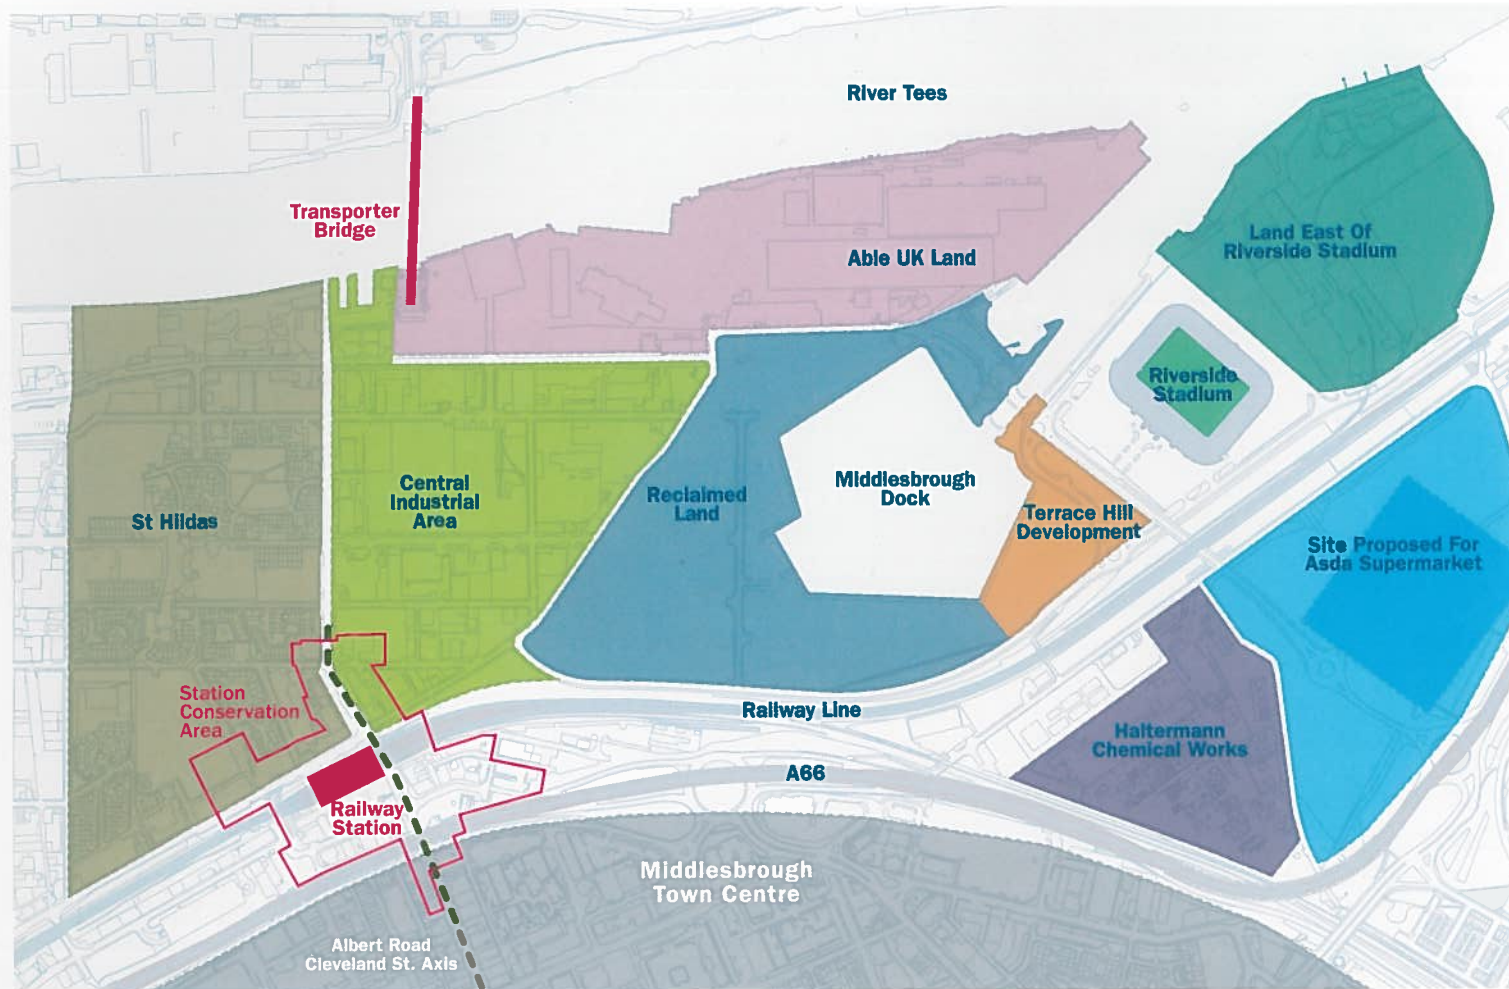 River Tees
Transporter
Bridge
Able UK Land
Land East Of
Riverside Stadium
Riverside
Stadium
Central
Industrial
Area
St Hildas
Reclaimed
Land
Middlesbrough
Dock
Terrace Hill
Development
Site Proposed For
Asda Supermarket
Station
Conservation
Area
Railway Line
Haltermann
Chemical Works
A66
Railway
Station
Middlesbrough
Town Centre
Albert Road
Cleveland St. Axis